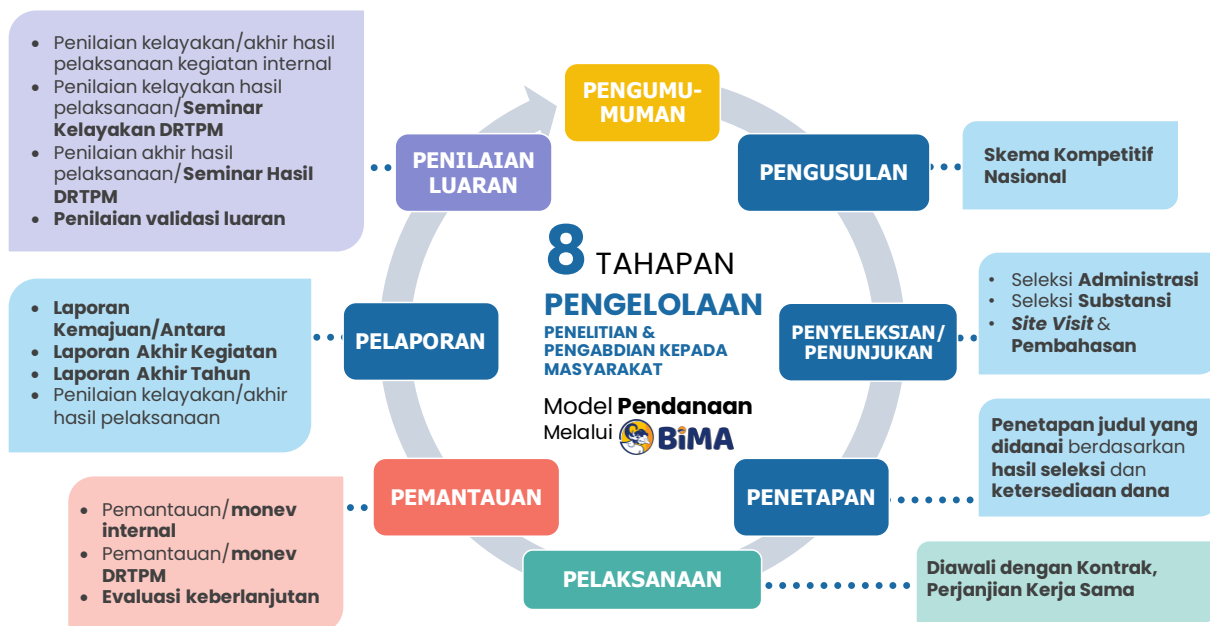 PENGUMU-
MUMAN
PENGUSULAN
Skema Kompetitif
Nasional
PENYELEKSIAN/
PENUNJUKAN
• Seleksi Administrasi
• Seleksi Substansi
• Site Visit &
Pembahasan
PENETAPAN
Penetapan judul yang
didanai berdasarkan
hasil seleksi dan
ketersediaan dana
PELAKSANAAN
Diawali dengan Kontrak,
Perjanjian Kerja Sama
PEMANTAUAN
• Pemantauan/monev
internal
• Pemantauan/monev
DRTPM
• Evaluasi keberlanjutan
PELAPORAN
• Laporan
Kemajuan/Antara
• Laporan Akhir Kegiatan
• Laporan Akhir Tahun
• Penilaian kelayakan/akhir
hasil pelaksanaan
PENILAIAN
LUARAN
• Penilaian kelayakan/akhir hasil
pelaksanaan kegiatan internal
• Penilaian kelayakan hasil
pelaksanaan/Seminar
Kelayakan DRTPM
• Penilaian akhir hasil
pelaksanaan/Seminar Hasil
DRTPM
• Penilaian validasi luaran
8 TAHAPAN
PENGELOLAAN
PENELITIAN &
PENGABDIAN KEPADA
MASYARAKAT
Model Pendanaan
Melalui BiMA